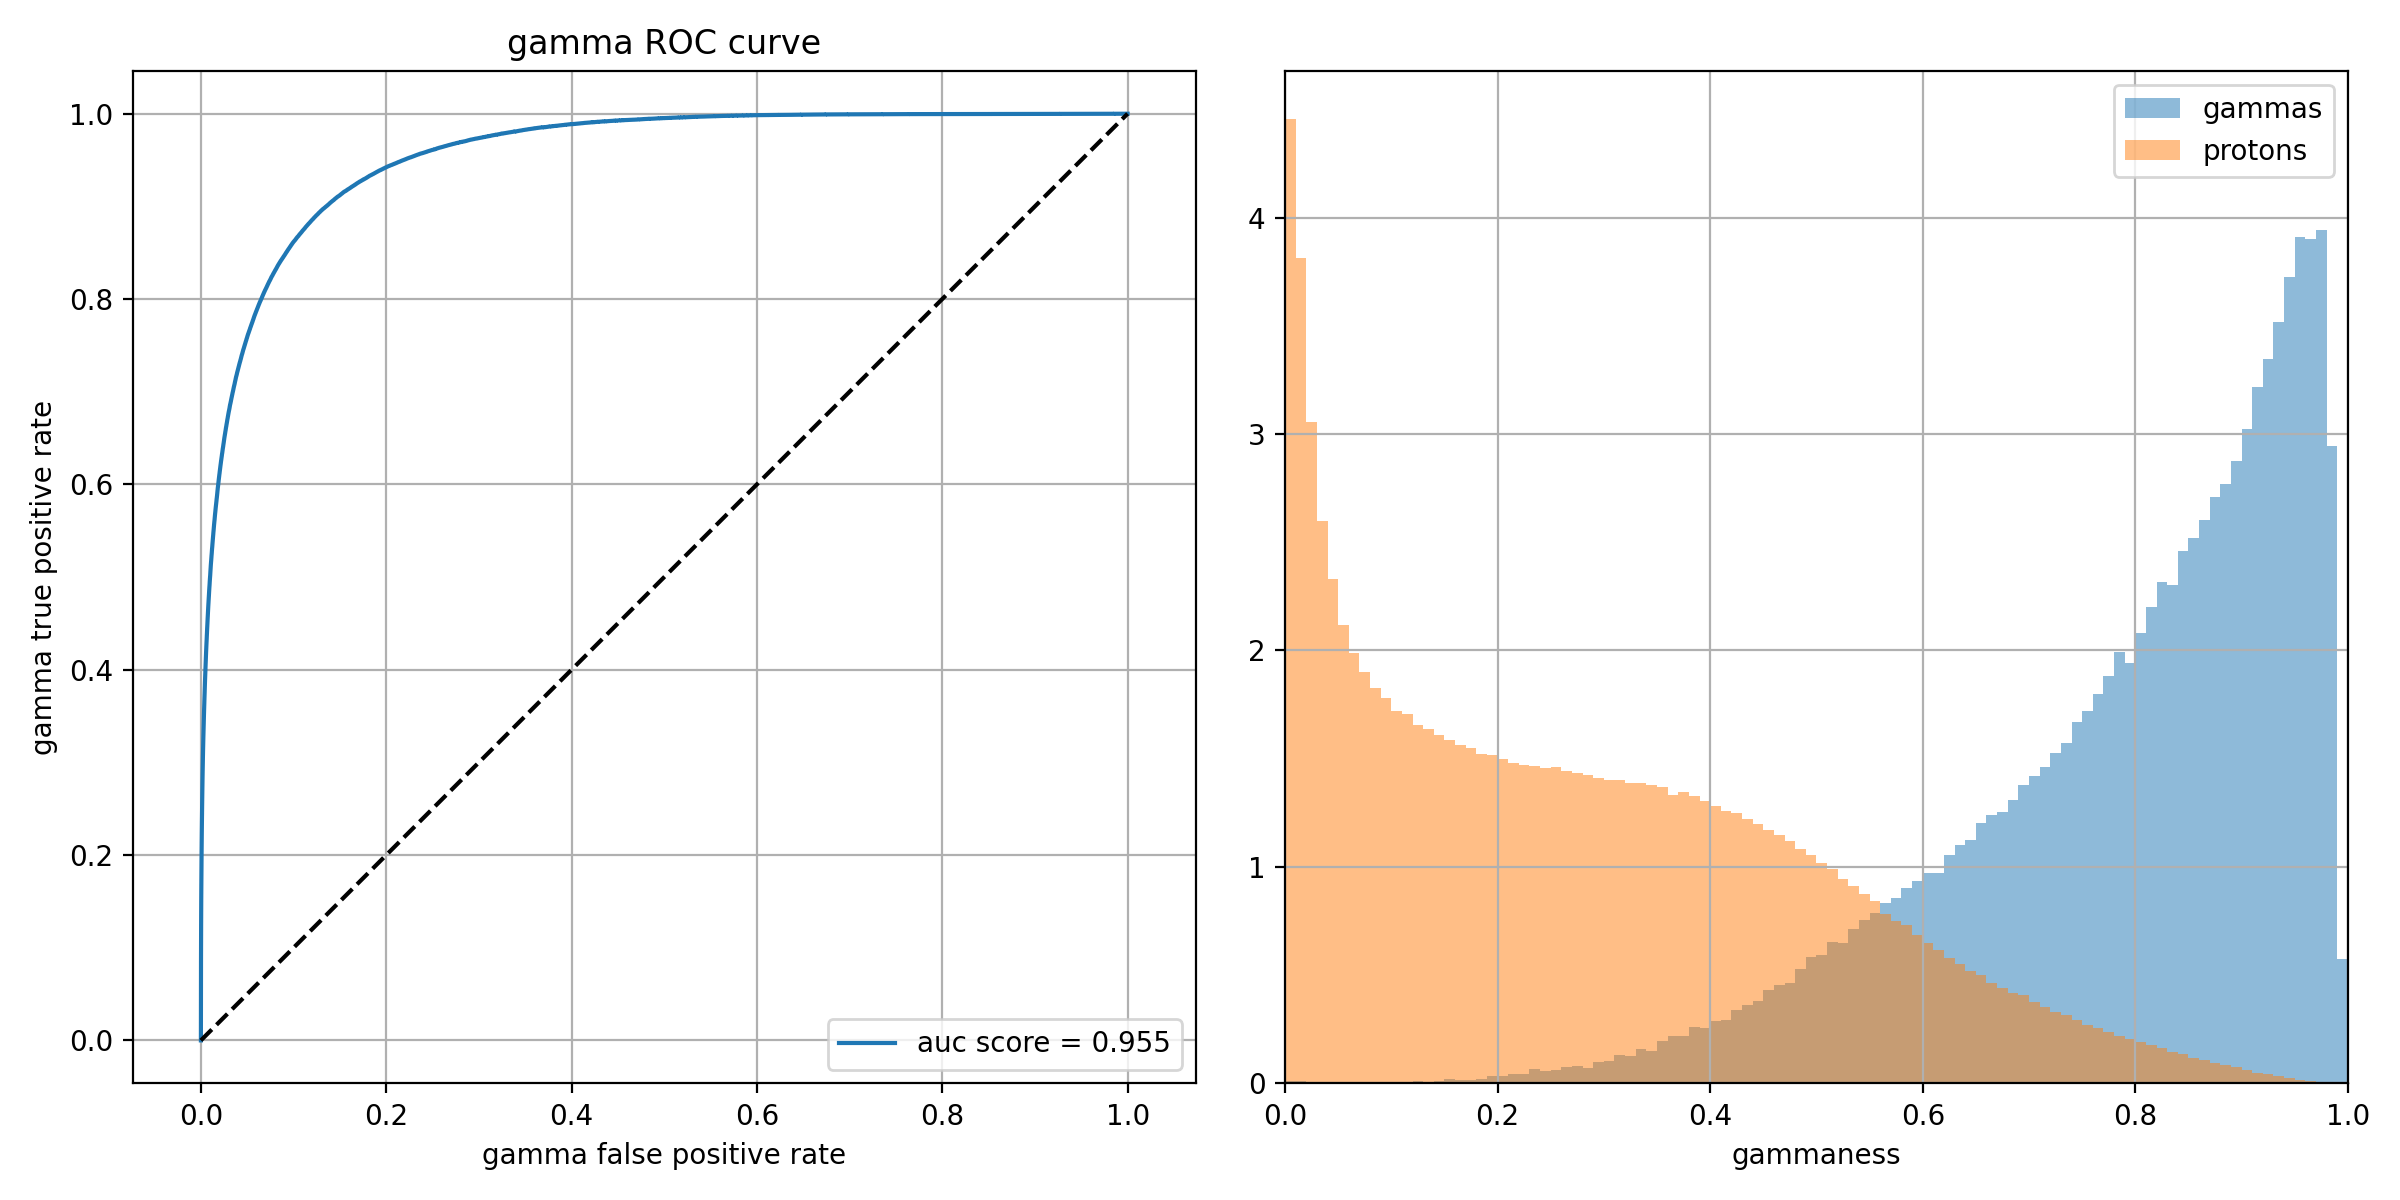 gamma ROC curve
1.0
0.8
0.6
0.4
0.2
0.0
gamma true positive rate
auc score = 0.955
0.0 0.2 0.4 0.6 0.8 1.0
gamma false positive rate
gammas
protons
4
3
2
1
0
0.0 0.2 0.4 0.6 0.8 1.0
gammaness